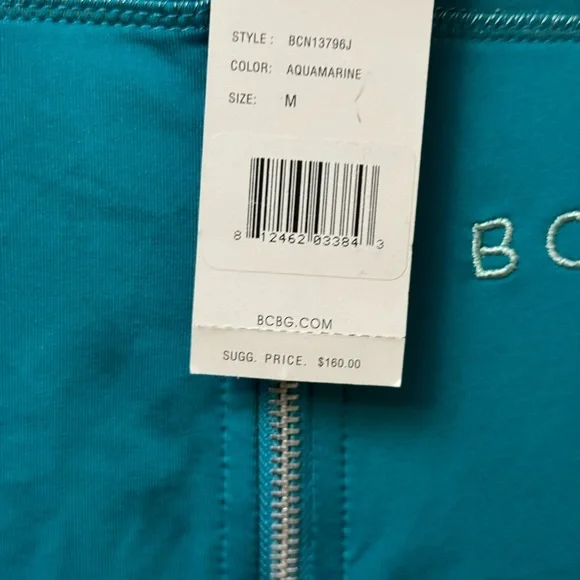 STYLE: BCN13796J
COLOR: AQUAMARINE
SIZE: M
8 12462 03384 3
BC
BCBG.COM
SUGG. PRICE. $160.00